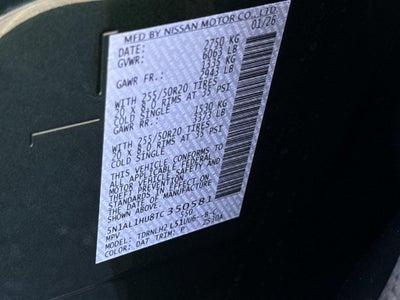 MFD BY NISSAN MOTOR CO., LTD.
DATE: 01/26
GVWR: 2750 KG
6063 LB
GAWR FR.: 1335 KG
2943 LB
WITH 255/50R20 TIRES,
20 X 8.0 RIMS AT 35 PSI
COLD SINGLE
GAWR RR.: 1530 KG
3373 LB
WITH 255/50R20 TIRES,
20 X 8.0 RIMS AT 35 PSI
COLD SINGLE
THIS VEHICLE CONFORMS TO
ALL APPLICABLE FEDERAL
MOTOR VEHICLE SAFETY AND
THEFT PREVENTION STANDARDS
IN EFFECT ON THE DATE OF
MANUFACTURE SHOWN ABOVE.
5N1AL1HU8TC350581
MPV
COLOR: DAT TRIM: P